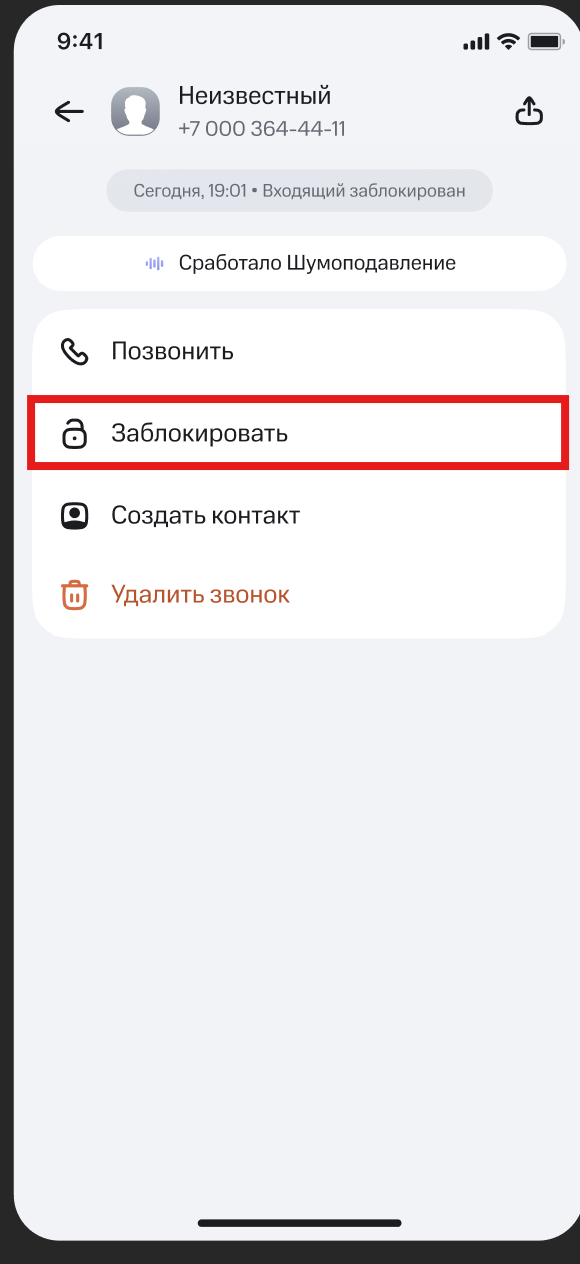 9:41
Неизвестный
+7 000 364-44-11
Сегодня, 19:01 • Входящий заблокирован
Сработало Шумоподавление
Позвонить
Заблокировать
Создать контакт
Удалить звонок